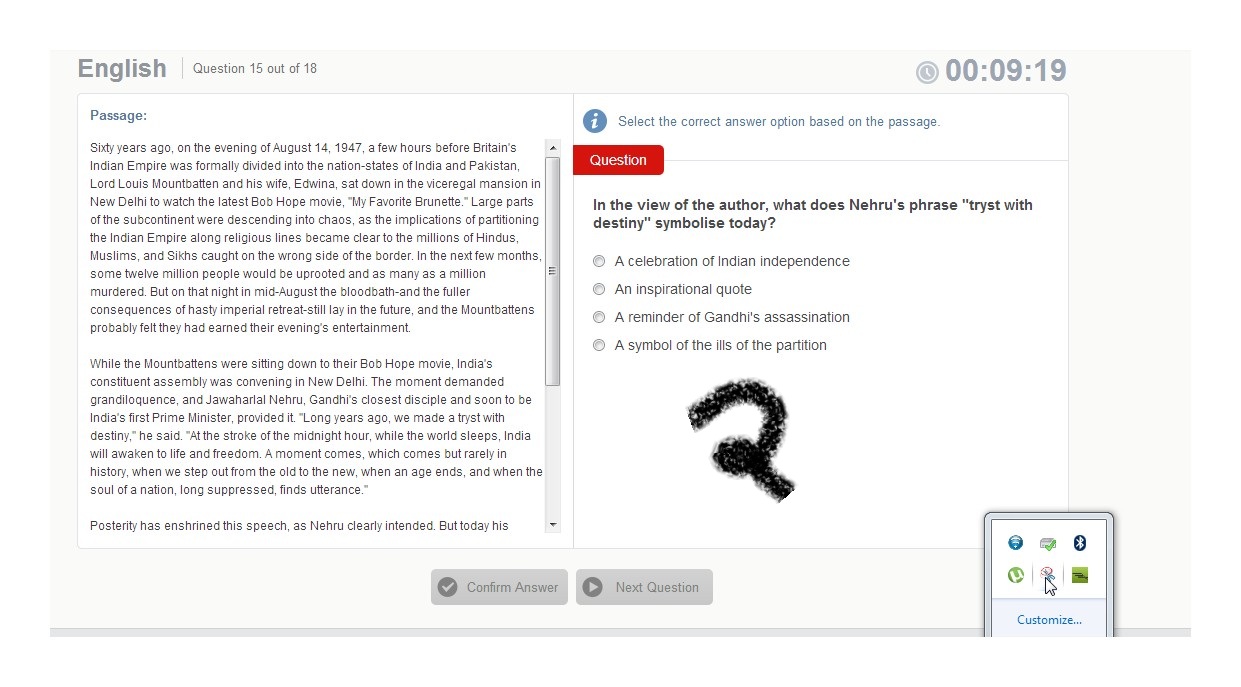 English
Question 15 out of 18
00:09:19
Passage:
Sixty years ago, on the evening of August 14, 1947, a few hours before Britain's
Indian Empire was formally divided into the nation-states of India and Pakistan,
Lord Louis Mountbatten and his wife, Edwina, sat down in the viceregal mansion in
New Delhi to watch the latest Bob Hope movie, "My Favorite Brunette." Large parts
of the subcontinent were descending into chaos, as the implications of partitioning
the Indian Empire along religious lines became clear to the millions of Hindus,
Muslims, and Sikhs caught on the wrong side of the border. In the next few months,
some twelve million people would be uprooted and as many as a million
murdered. But on that night in mid-August the bloodbath-and the fuller
consequences of hasty imperial retreat-still lay in the future, and the Mountbattens
probably felt they had earned their evening's entertainment.
While the Mountbattens were sitting down to their Bob Hope movie, India's
constituent assembly was convening in New Delhi. The moment demanded
grandiloquence, and Jawaharlal Nehru, Gandhi's closest disciple and soon to be
India's first Prime Minister, provided it. "Long years ago, we made a tryst with
destiny," he said. "At the stroke of the midnight hour, while the world sleeps, India
will awaken to life and freedom. A moment comes, which comes but rarely in
history, when we step out from the old to the new, when an age ends, and when the
soul of a nation, long suppressed, finds utterance."
Posterity has enshrined this speech, as Nehru clearly intended. But today his
Select the correct answer option based on the passage.
Question
In the view of the author, what does Nehru's phrase "tryst with
destiny" symbolise today?
A celebration of Indian independence
An inspirational quote
A reminder of Gandhi's assassination
A symbol of the ills of the partition
२
Confirm Answer
Next Question
Customize...